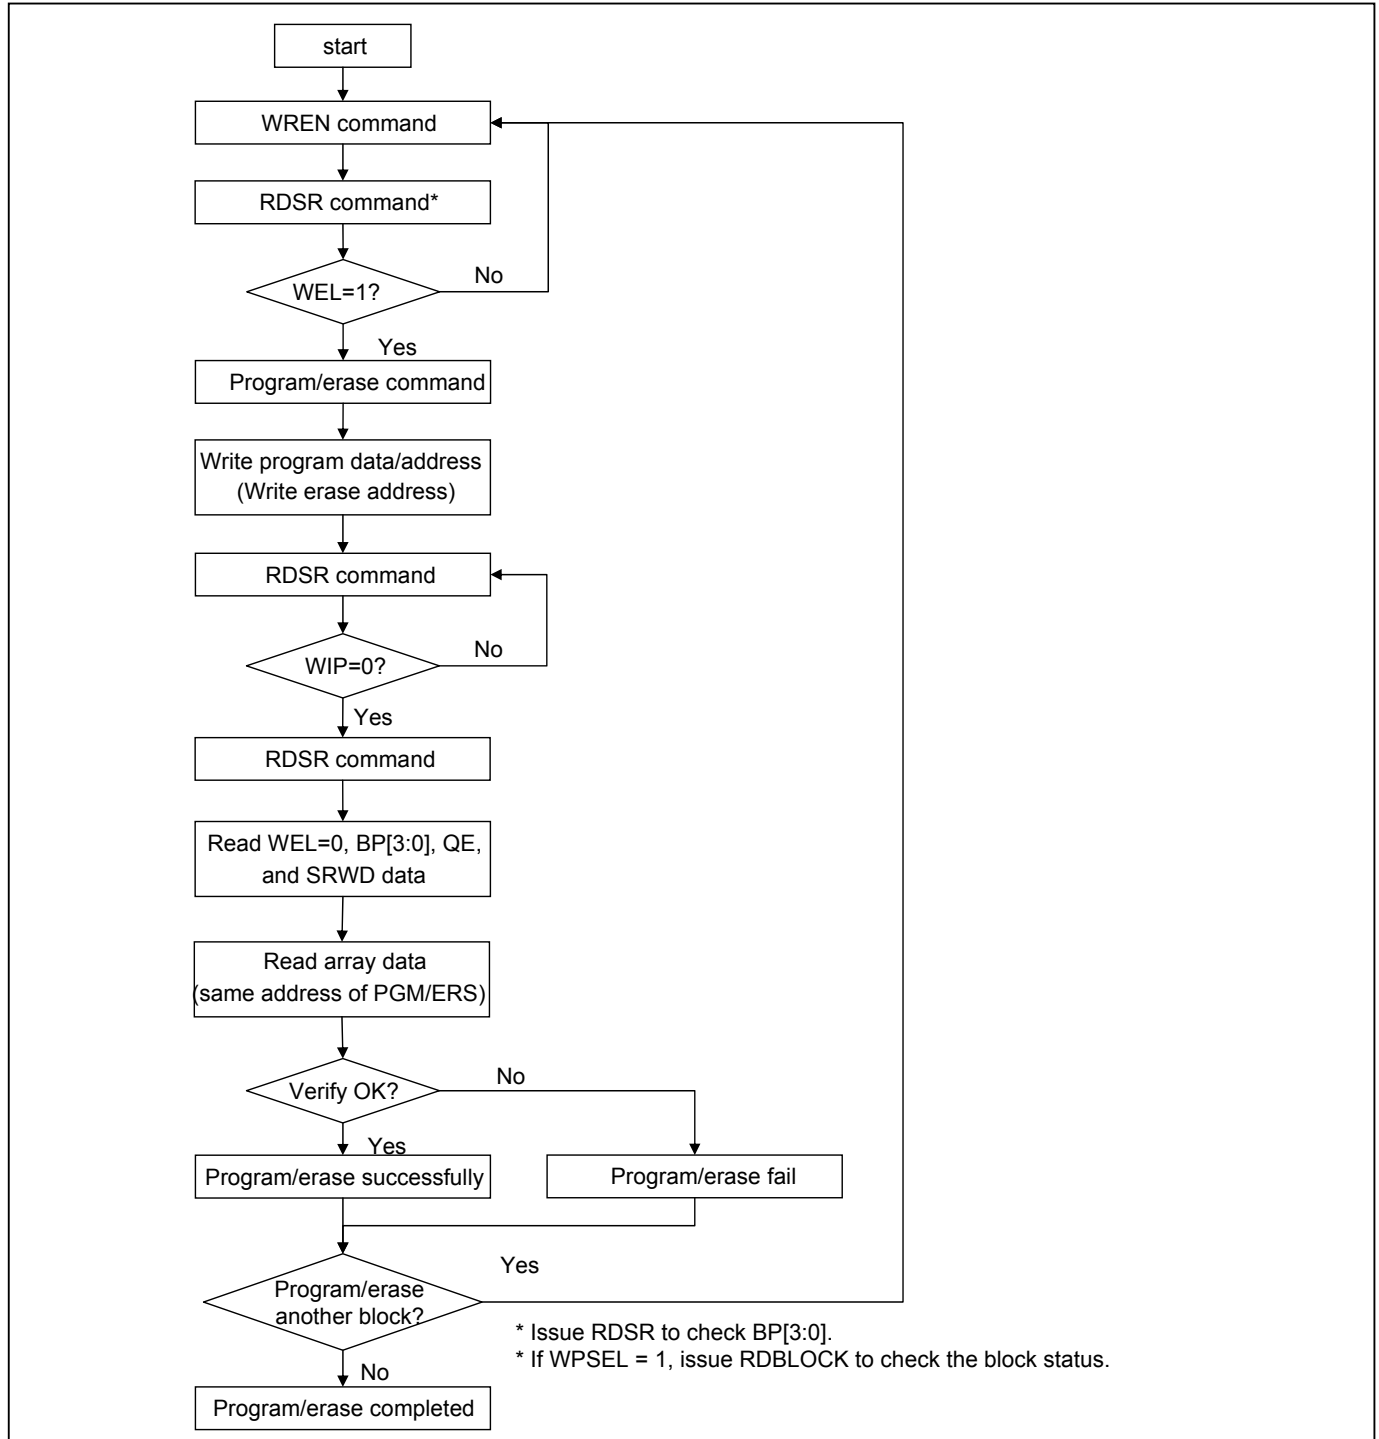 start
WREN command
RDSR command*
No
WEL=1?
Yes
Program/erase command
Write program data/address
(Write erase address)
RDSR command
No
WIP=0?
Yes
RDSR command
Read WEL=0, BP[3:0], QE,
and SRWD data
Read array data
(same address of PGM/ERS)
No
Verify OK?
Yes
Program/erase successfully
Program/erase fail
Yes
Program/erase
another block?
* Issue RDSR to check BP[3:0].
* If WPSEL = 1, issue RDBLOCK to check the block status.
No
Program/erase completed